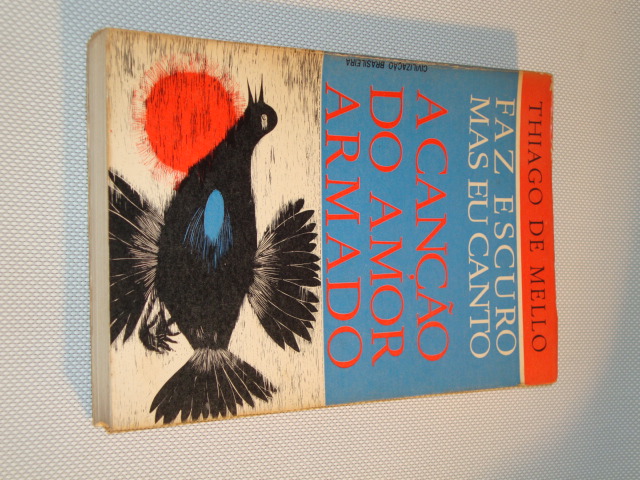 THIAGO DE MELLO
FAZ ESCURO
MAS EU CANTO
A CANÇÃO
DO AMOR
ARMADO
CIVILIZAÇÃO BRASILEIRA